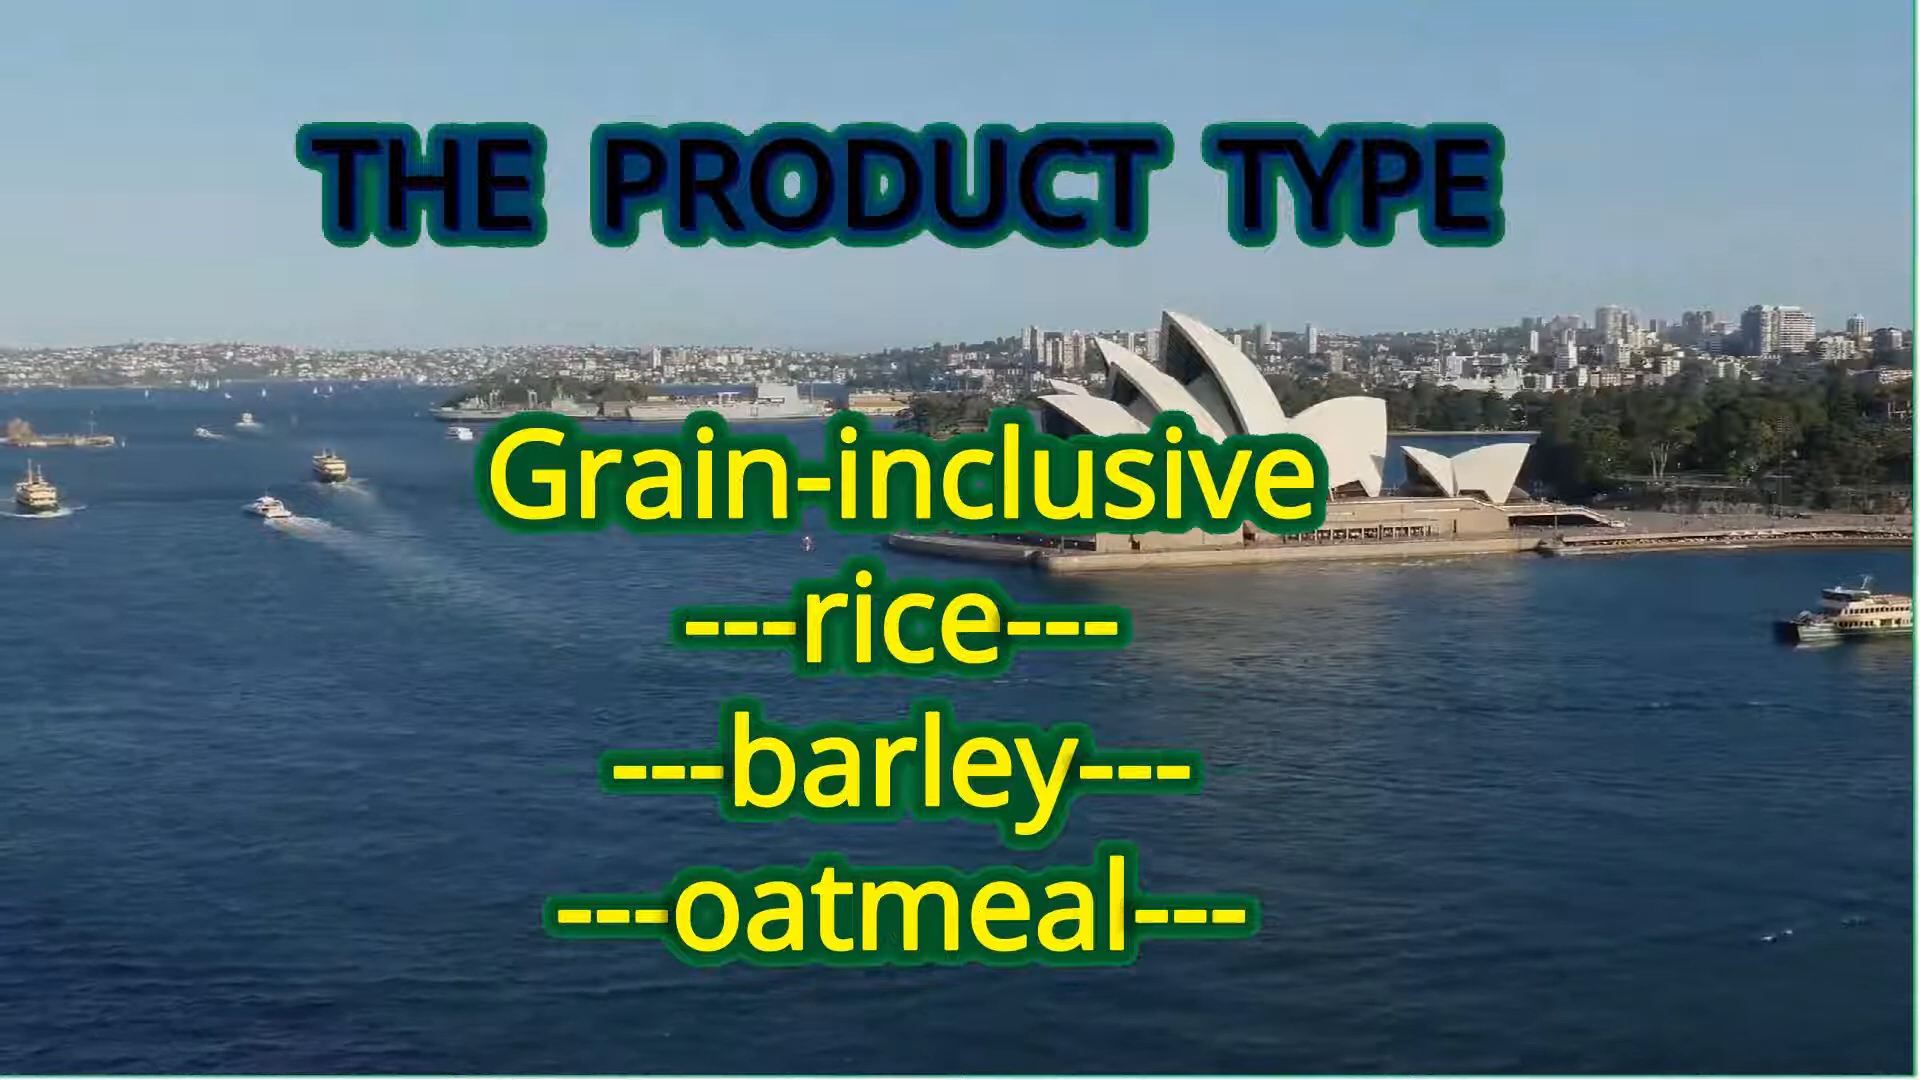 THE PRODUCT TYPE
Grain-inclusive
---rice---
---barley---
---oatmeal---